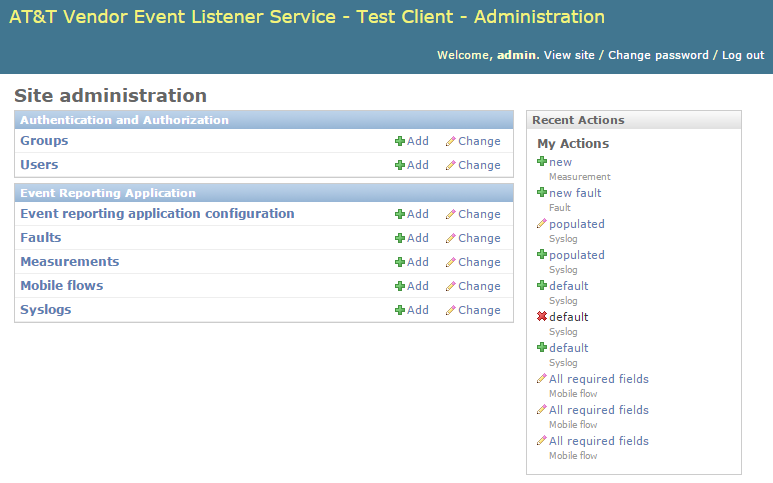 AT&T Vendor Event Listener Service - Test Client - Administration
Welcome, admin. View site / Change password / Log out
Site administration
Authentication and Authorization
Groups Add Change
Users Add Change
Event Reporting Application
Event reporting application configuration Add Change
Faults Add Change
Measurements Add Change
Mobile flows Add Change
Syslogs Add Change
Recent Actions
My Actions
new
Measurement
new fault
Fault
populated
Syslog
populated
Syslog
default
Syslog
default
Syslog
default
Syslog
All required fields
Mobile flow
All required fields
Mobile flow
All required fields
Mobile flow